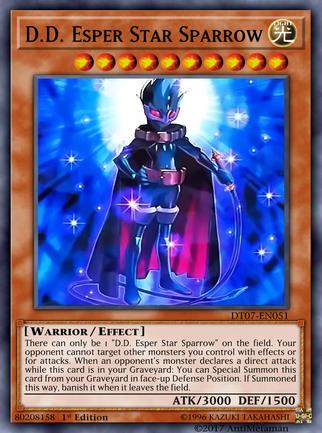 D.D. Esper Star Sparrow
LIGHT
光
DT07-EN051
[Warrior / Effect]
There can only be 1 "D.D. Esper Star Sparrow" on the field. Your
opponent cannot target other monsters you control with effects or
for attacks. When an opponent's monster declares a direct attack
while this card is in your Graveyard: You can Special Summon this
card from your Graveyard in face-up Defense Position. If Summoned
this way, banish it when it leaves the field.
ATK/3000 DEF/1500
80208158 1st Edition ©1996 KAZUKI TAKAHASHI
©2017 AntiMetaman